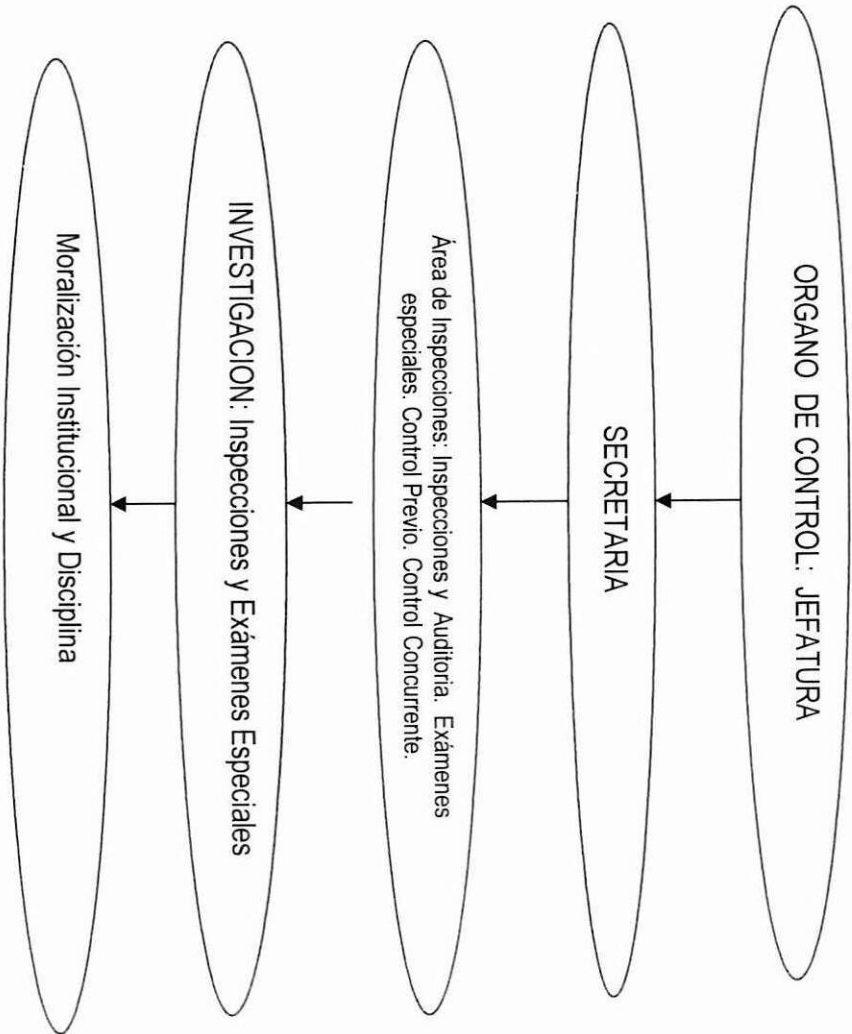 ORGANO DE CONTROL: JEFATURA
SECRETARIA
Área de Inspecciones: Inspecciones y Auditoria. Exámenes
especiales. Control Previo. Control Concurrente.
INVESTIGACION: Inspecciones y Exámenes Especiales
Moralización Institucional y Disciplina